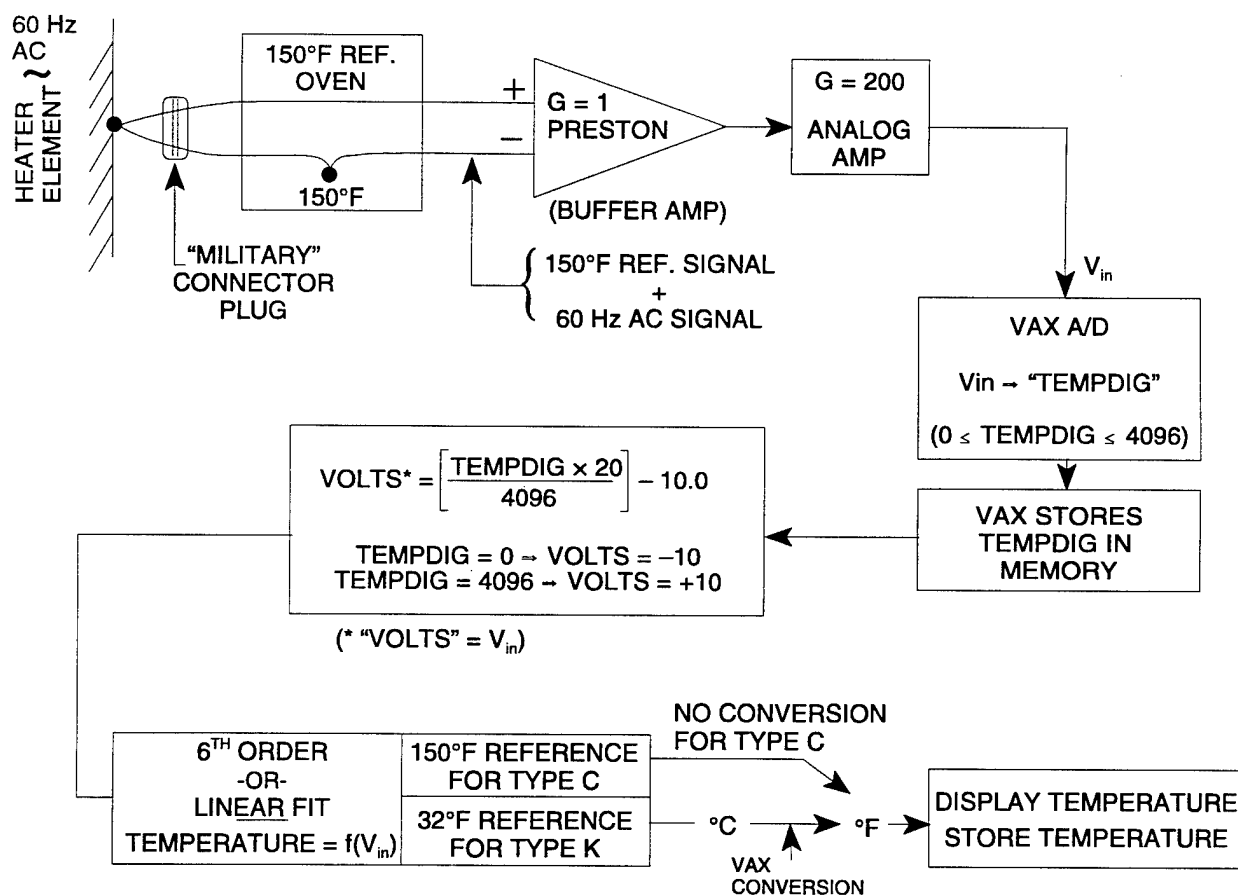 60 Hz
AC
~
HEATER
ELEMENT
150°F REF.
OVEN
150°F
"MILITARY"
CONNECTOR
PLUG
+
−
G = 1
PRESTON
(BUFFER AMP)
150°F REF. SIGNAL
+
60 Hz AC SIGNAL
G = 200
ANALOG
AMP
Vin
VAX A/D
Vin → "TEMPDIG"
(0 ≤ TEMPDIG ≤ 4096)
VAX STORES
TEMPDIG IN
MEMORY
VOLTS* = [TEMPDIG × 20 / 4096] − 10.0
TEMPDIG = 0 → VOLTS = −10
TEMPDIG = 4096 → VOLTS = +10
(* "VOLTS" = Vin)
6TH ORDER
-OR-
LINEAR FIT
TEMPERATURE = f(Vin)
150°F REFERENCE
FOR TYPE C
32°F REFERENCE
FOR TYPE K
NO CONVERSION
FOR TYPE C
°C
°F
VAX
CONVERSION
DISPLAY TEMPERATURE
STORE TEMPERATURE